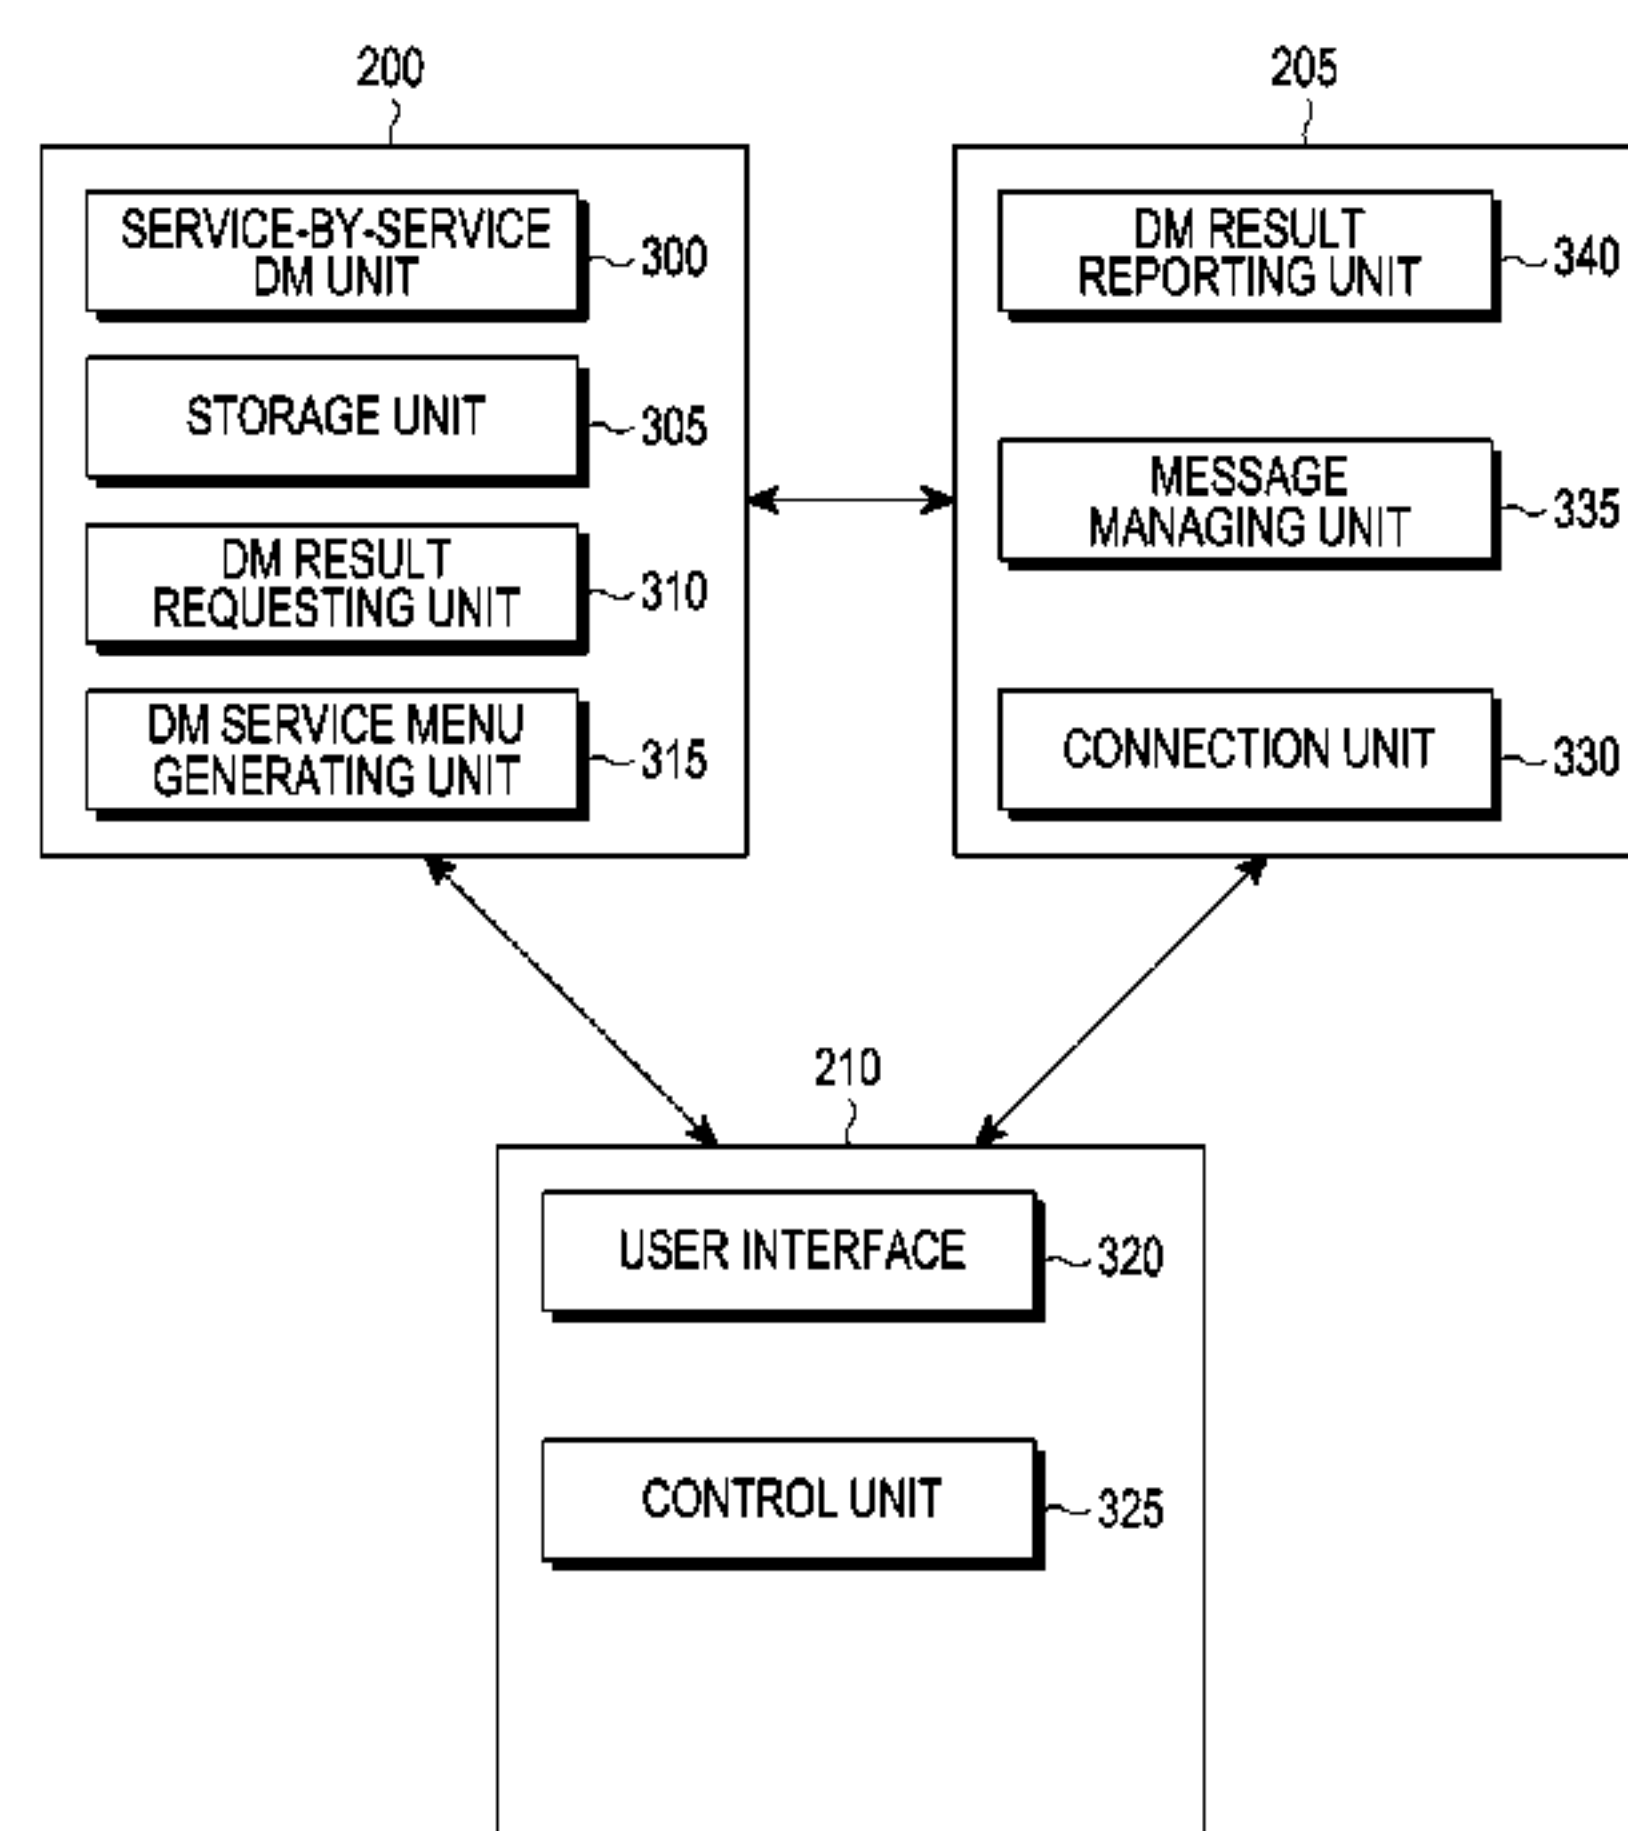 200
205
SERVICE-BY-SERVICE
DM UNIT
300
STORAGE UNIT
305
DM RESULT
REQUESTING UNIT
310
DM SERVICE MENU
GENERATING UNIT
315
DM RESULT
REPORTING UNIT
340
MESSAGE
MANAGING UNIT
335
CONNECTION UNIT
330
210
USER INTERFACE
320
CONTROL UNIT
325